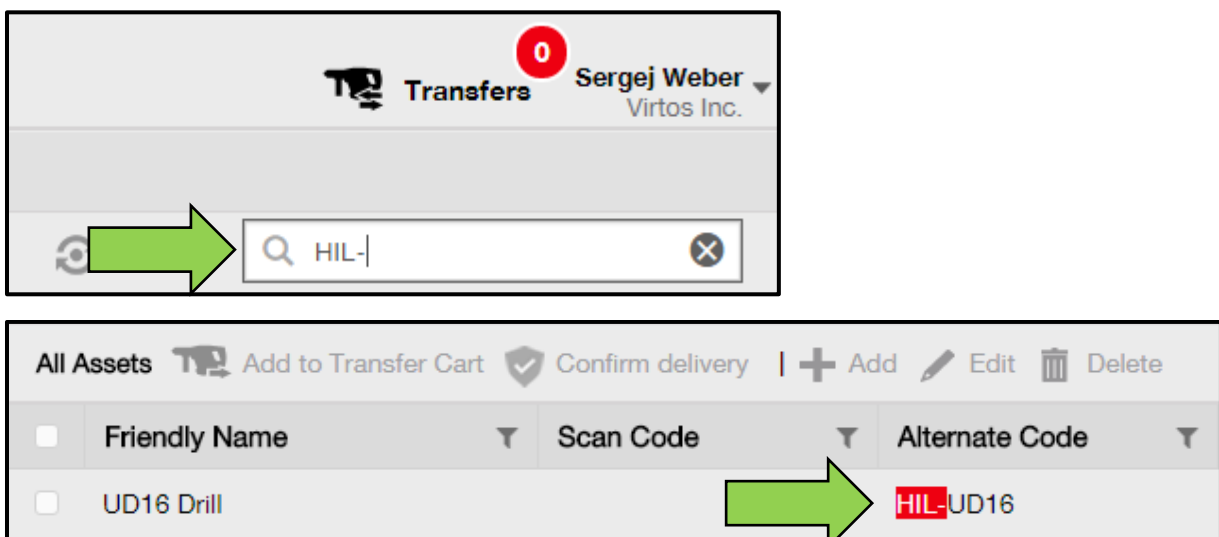 0
Transfers
Sergej Weber
Virtos Inc.
HIL-
All Assets Add to Transfer Cart Confirm delivery | Add Edit Delete
Friendly Name Scan Code Alternate Code
UD16 Drill HIL-UD16